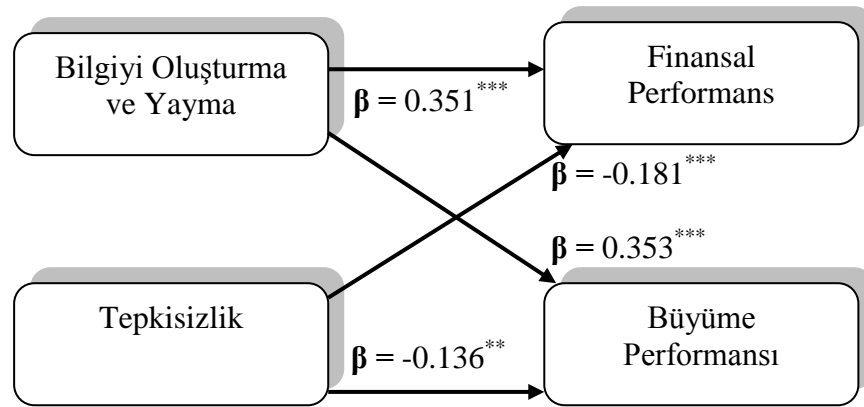 Bilgiyi Oluşturma
ve Yayma
Finansal
Performans
β = 0.351***
β = -0.181***
β = 0.353***
Tepkisizlik
β = -0.136**
Büyüme
Performansı